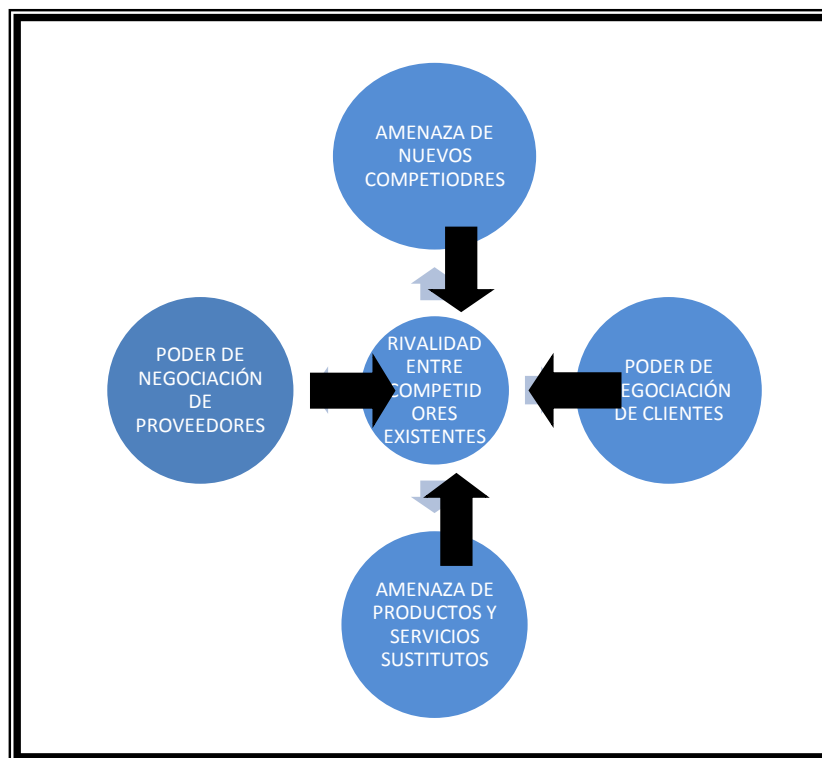 AMENAZA DE
NUEVOS
COMPETIODRES
PODER DE
NEGOCIACIÓN
DE
PROVEEDORES
RIVALIDAD
ENTRE
COMPETID
ORES
EXISTENTES
PODER DE
NEGOCIACIÓN
DE CLIENTES
AMENAZA DE
PRODUCTOS Y
SERVICIOS
SUSTITUTOS